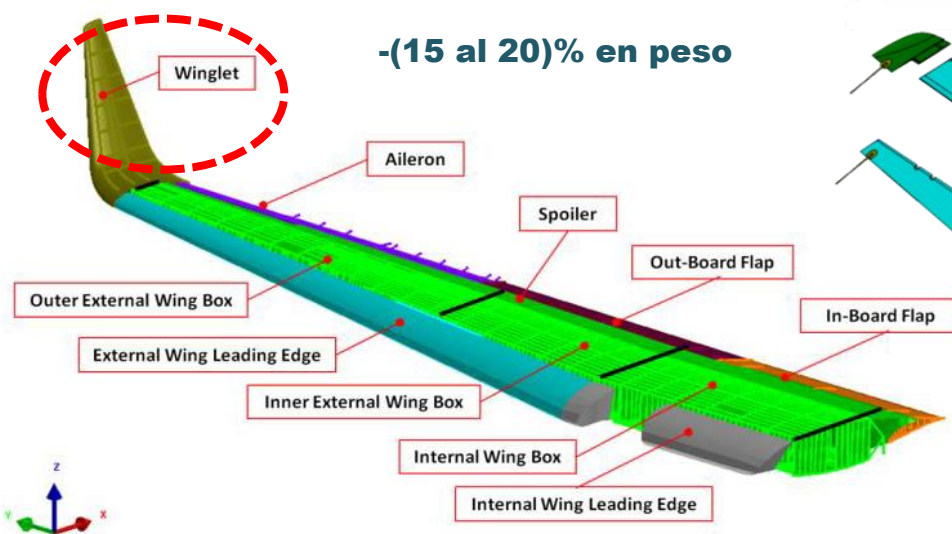 -(15 al 20)% en peso
Winglet
Aileron
Spoiler
Out-Board Flap
In-Board Flap
Outer External Wing Box
External Wing Leading Edge
Inner External Wing Box
Internal Wing Box
Internal Wing Leading Edge
Z
Y
X